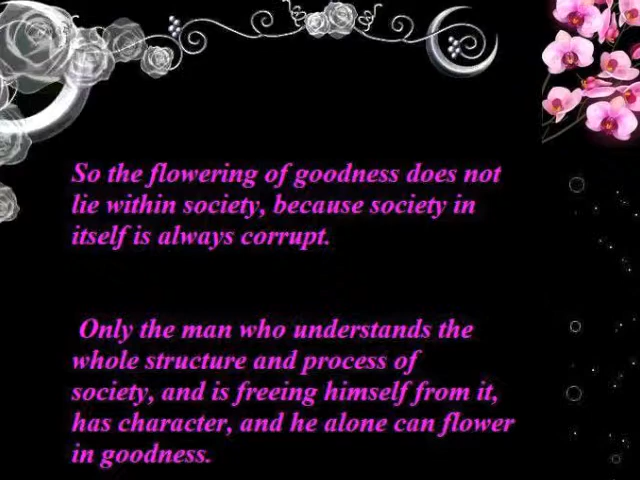 So the flowering of goodness does not
lie within society, because society in
itself is always corrupt.
Only the man who understands the
whole structure and process of
society, and is freeing himself from it,
has character, and he alone can flower
in goodness.